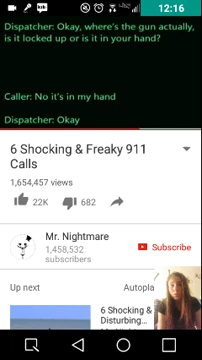 12:16
Dispatcher: Okay, where's the gun actually,
is it locked up or is it in your hand?
Caller: No it's in my hand
Dispatcher: Okay
6 Shocking & Freaky 911
Calls
1,654,457 views
22K 682
Mr. Nightmare
1,458,532
subscribers
Subscribe
Up next
Autopla
6 Shocking &
Disturbing...